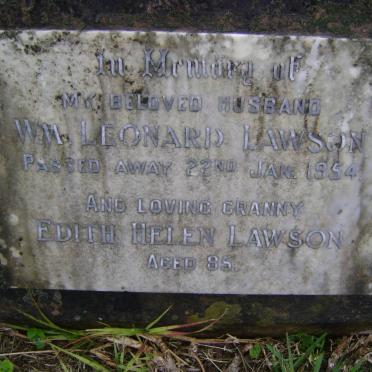 In Memory of
MY BELOVED HUSBAND
WM. LEONARD LAWSON
PASSED AWAY 22ND JAN. 1954
AND LOVING GRANNY
EDITH HELEN LAWSON
AGED 85.